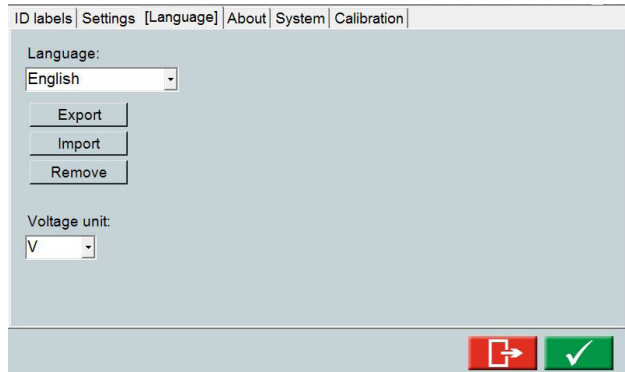 ID labels Settings [Language] About System Calibration
Language:
English
Export
Import
Remove
Voltage unit:
V